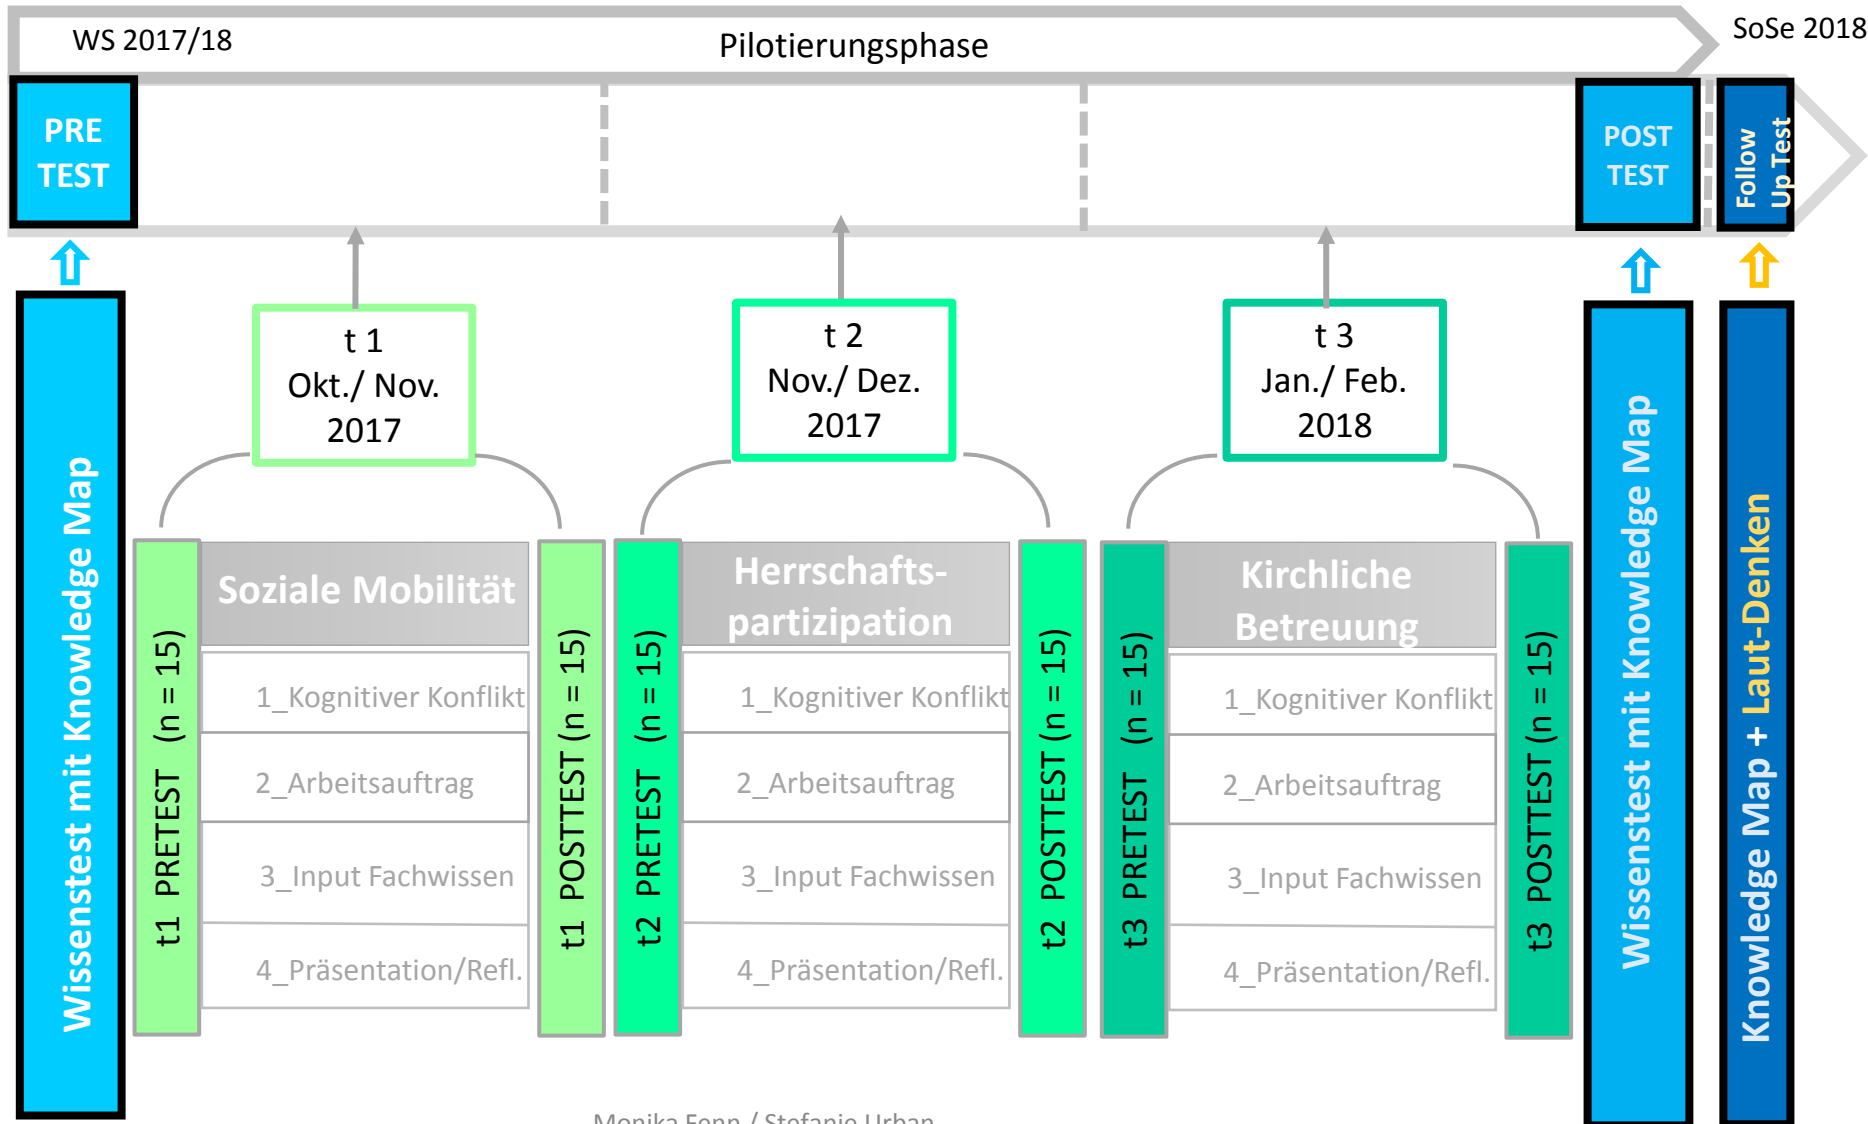 WS 2017/18
Pilotierungsphase
SoSe 2018
PRE
TEST
POST
TEST
Follow
Up Test
t 1
Okt./ Nov.
2017
t 2
Nov./ Dez.
2017
t 3
Jan./ Feb.
2018
Wissenstest mit Knowledge Map
t1 PRETEST (n = 15)
Soziale Mobilität
1_Kognitiver Konflikt
2_Arbeitsauftrag
3_Input Fachwissen
4_Präsentation/Refl.
t1 POSTTEST (n = 15)
t2 PRETEST (n = 15)
Herrschafts-
partizipation
1_Kognitiver Konflikt
2_Arbeitsauftrag
3_Input Fachwissen
4_Präsentation/Refl.
t2 POSTTEST (n = 15)
t3 PRETEST (n = 15)
Kirchliche
Betreuung
1_Kognitiver Konflikt
2_Arbeitsauftrag
3_Input Fachwissen
4_Präsentation/Refl.
t3 POSTTEST (n = 15)
Wissenstest mit Knowledge Map
Knowledge Map + Laut-Denken
Monika Fenn / Stefanie Urban